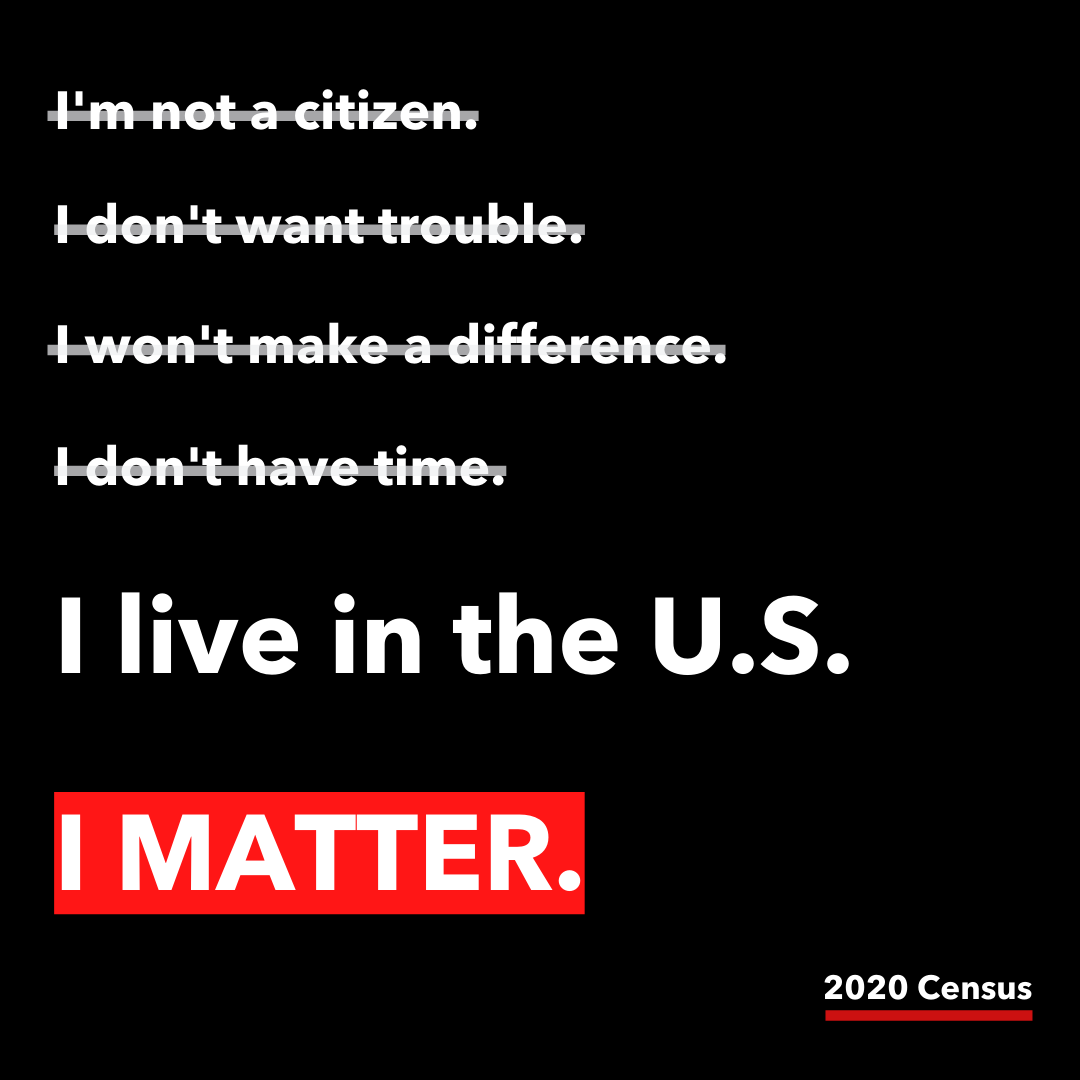 I'm not a citizen.
I don't want trouble.
I won't make a difference.
I don't have time.
I live in the U.S.
I MATTER.
2020 Census